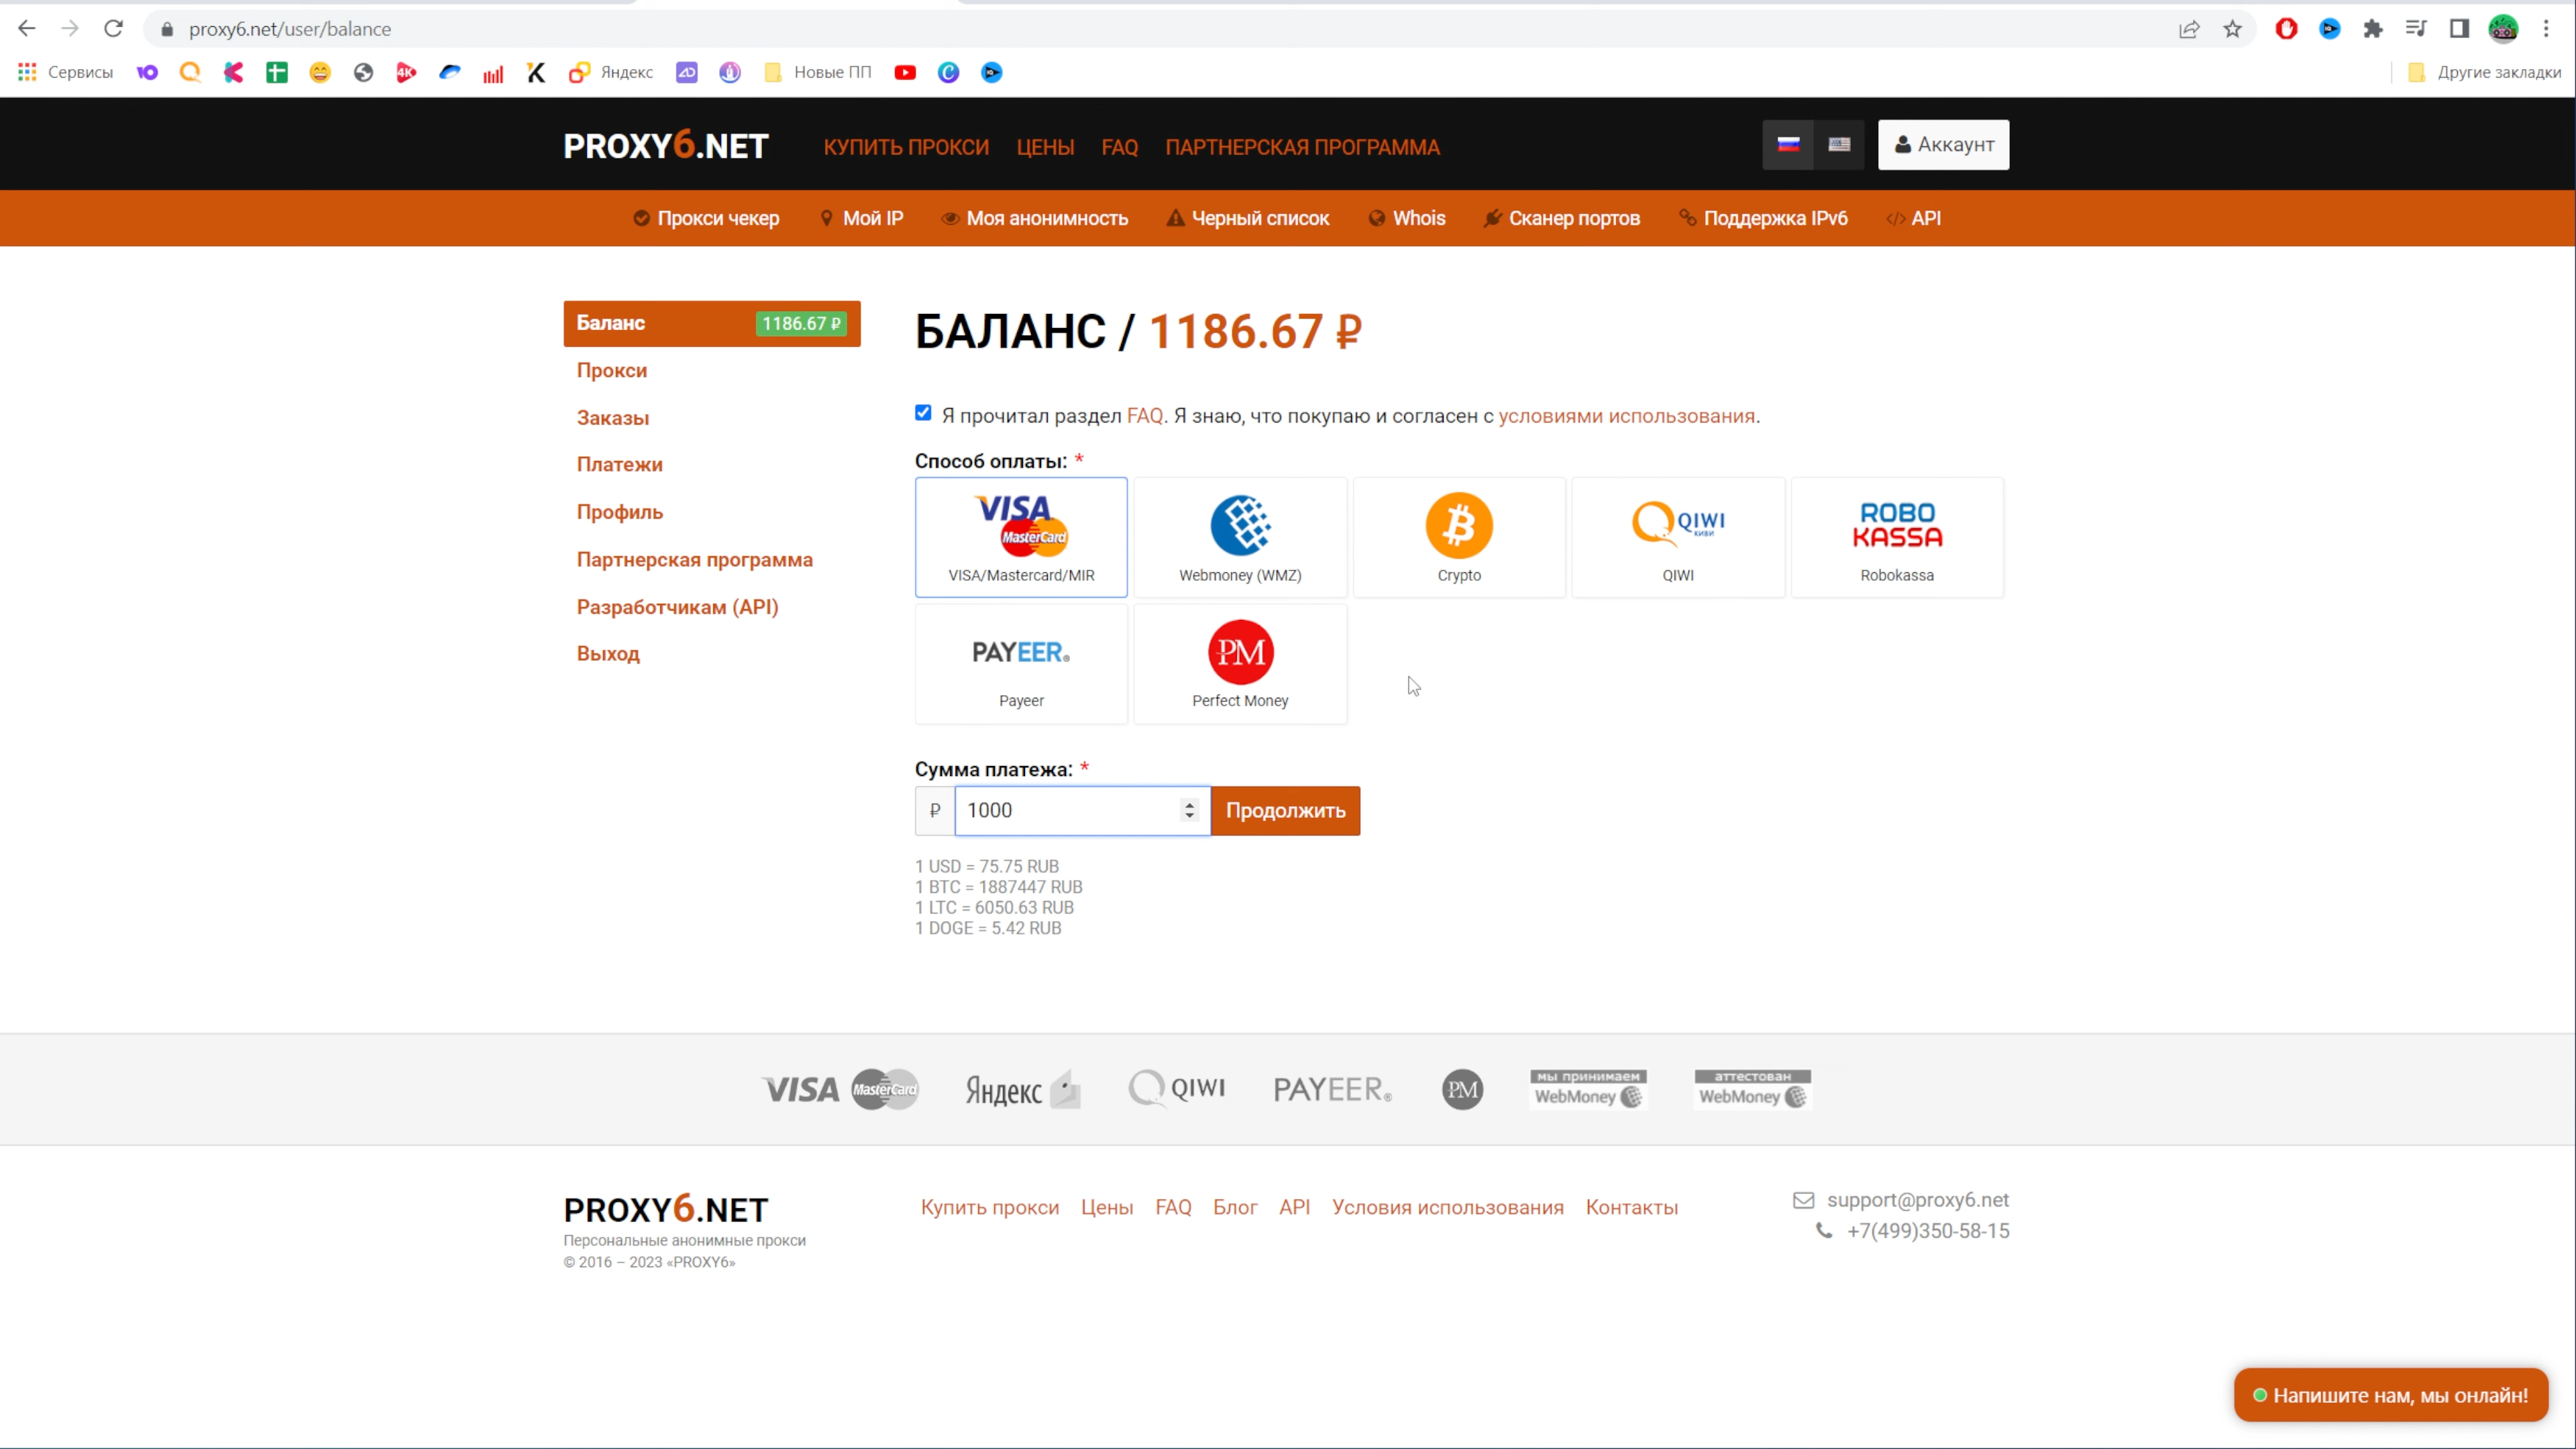 proxy6.net/user/balance
Сервисы
Яндекс
Новые ПП
Другие закладки
PROXY6.NET
КУПИТЬ ПРОКСИ ЦЕНЫ FAQ ПАРТНЕРСКАЯ ПРОГРАММА
Аккаунт
Прокси чекер Мой IP Моя анонимность Черный список Whois Сканер портов Поддержка IPv6 </> API
Баланс 1186.67 ₽
Прокси
Заказы
Платежи
Профиль
Партнерская программа
Разработчикам (API)
Выход
БАЛАНС / 1186.67 ₽
Я прочитал раздел FAQ. Я знаю, что покупаю и согласен с условиями использования.
Способ оплаты: *
VISA
MasterCard
VISA/Mastercard/MIR
Webmoney (WMZ)
Crypto
QIWI
КИВИ
QIWI
ROBO
KASSA
Robokassa
PAYEER®
Payeer
PM
Perfect Money
Сумма платежа: *
₽ 1000 Продолжить
1 USD = 75.75 RUB
1 BTC = 1887447 RUB
1 LTC = 6050.63 RUB
1 DOGE = 5.42 RUB
VISA MasterCard Яндекс QIWI PAYEER® PM
мы принимаем
WebMoney
аттестован
WebMoney
PROXY6.NET
Персональные анонимные прокси
© 2016 – 2023 «PROXY6»
Купить прокси Цены FAQ Блог API Условия использования Контакты
support@proxy6.net
+7(499)350-58-15
Напишите нам, мы онлайн!